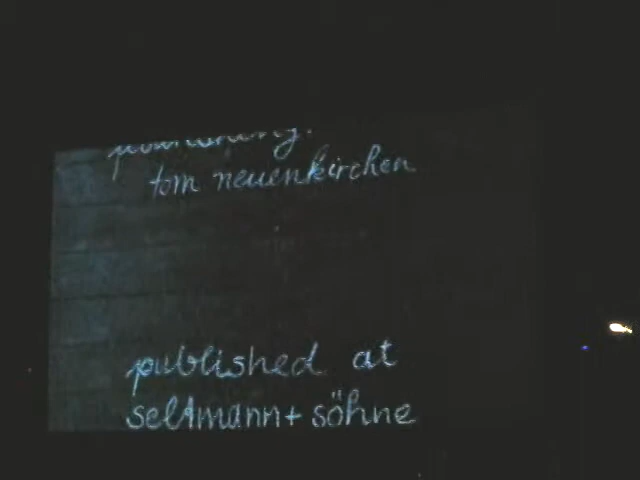 tom neuenkirchen
published at
seltmann+ söhne